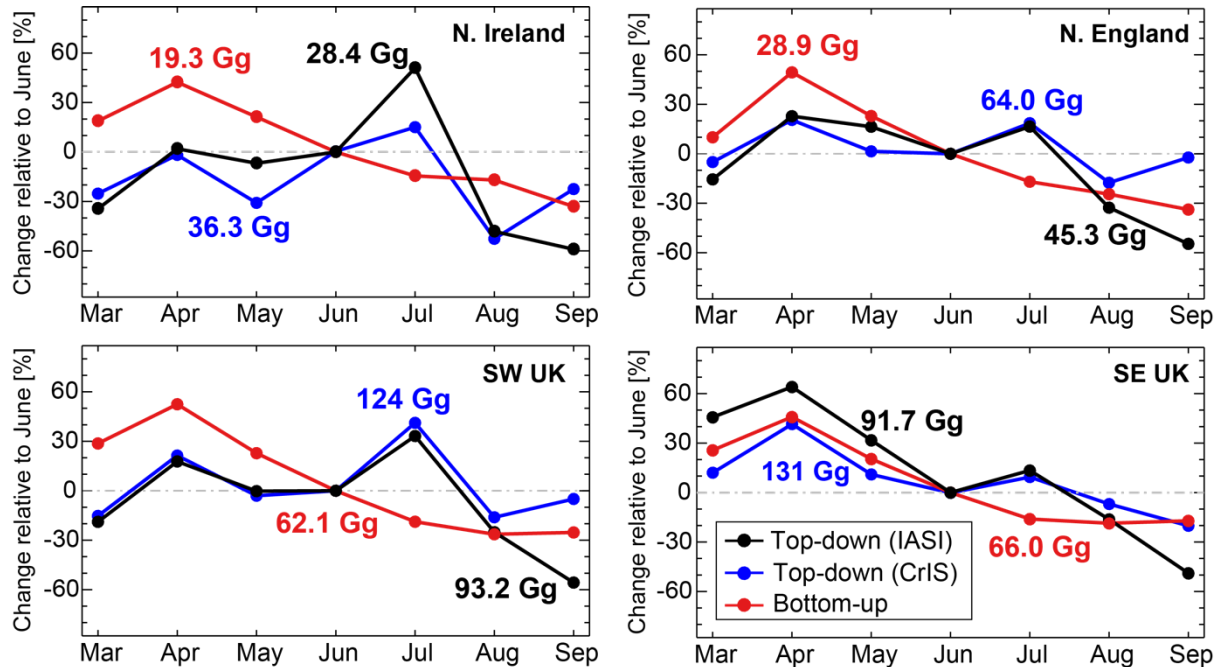 Change relative to June [%]
60
30
0
-30
-60
N. Ireland
19.3 Gg
28.4 Gg
36.3 Gg
Mar Apr May Jun Jul Aug Sep
Change relative to June [%]
60
30
0
-30
-60
N. England
28.9 Gg
64.0 Gg
45.3 Gg
Mar Apr May Jun Jul Aug Sep
Change relative to June [%]
60
30
0
-30
-60
SW UK
124 Gg
62.1 Gg
93.2 Gg
Mar Apr May Jun Jul Aug Sep
Change relative to June [%]
60
30
0
-30
-60
SE UK
91.7 Gg
131 Gg
66.0 Gg
Top-down (IASI)
Top-down (CrIS)
Bottom-up
Mar Apr May Jun Jul Aug Sep